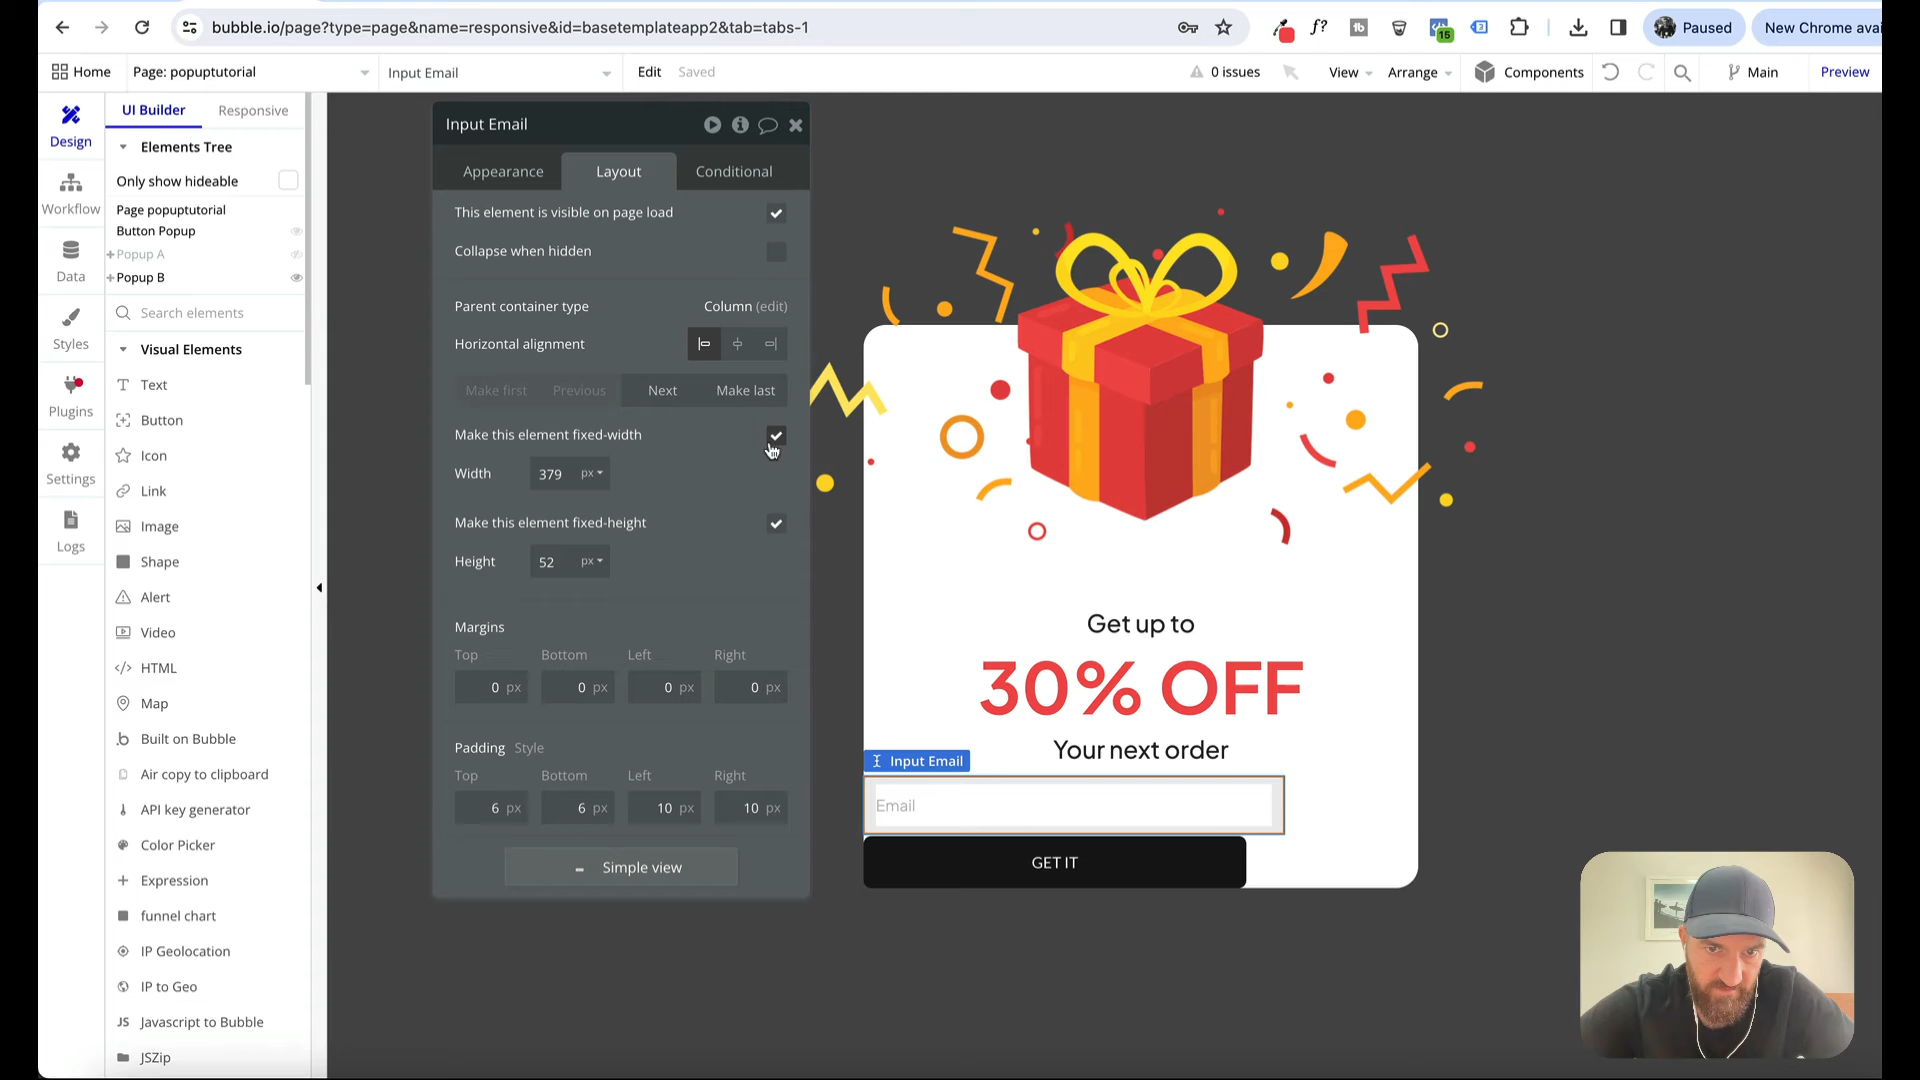 bubble.io/page?type=page&name=responsive&id=basetemplateapp2&tab=tabs-1
f?
tb
15
Paused
New Chrome avai
Home
Page: popuptutorial
Input Email
Edit
Saved
0 issues
View
Arrange
Components
Main
Preview
Design
Workflow
Data
Styles
Plugins
Settings
Logs
UI Builder
Responsive
Elements Tree
Only show hideable
Page popuptutorial
Button Popup
+Popup A
+Popup B
Search elements
Visual Elements
Text
Button
Icon
Link
Image
Shape
Alert
Video
</> HTML
Map
Built on Bubble
Air copy to clipboard
API key generator
Color Picker
Expression
funnel chart
IP Geolocation
IP to Geo
JS Javascript to Bubble
JSZip
Input Email
Appearance
Layout
Conditional
This element is visible on page load
Collapse when hidden
Parent container type
Column (edit)
Horizontal alignment
Make first
Previous
Next
Make last
Make this element fixed-width
Width
379 px
Make this element fixed-height
Height
52 px
Margins
Top
Bottom
Left
Right
0 px
0 px
0 px
0 px
Padding Style
Top
Bottom
Left
Right
6 px
6 px
10 px
10 px
Simple view
Get up to
30% OFF
Your next order
Input Email
Email
GET IT